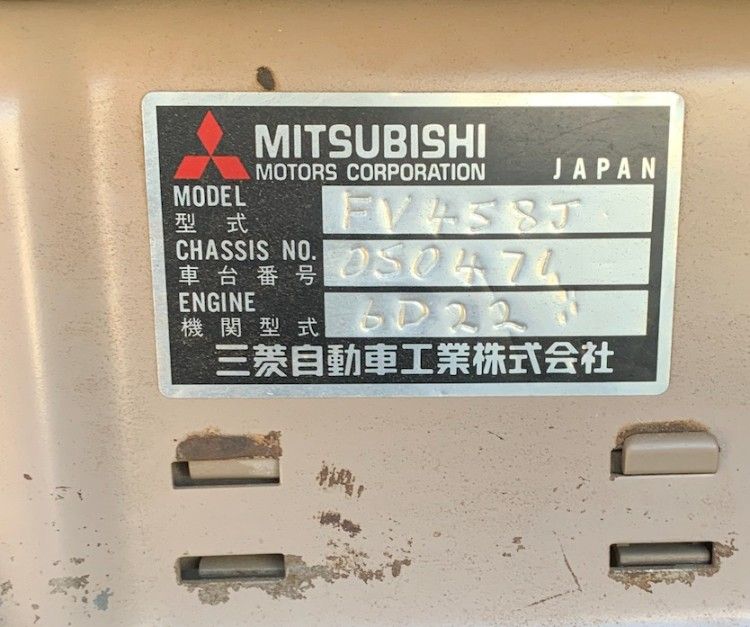 MITSUBISHI
MOTORS CORPORATION JAPAN
MODEL
型式 FV458J
CHASSIS NO.
車台番号 050476
ENGINE
機関型式 6D22
三菱自動車工業株式会社